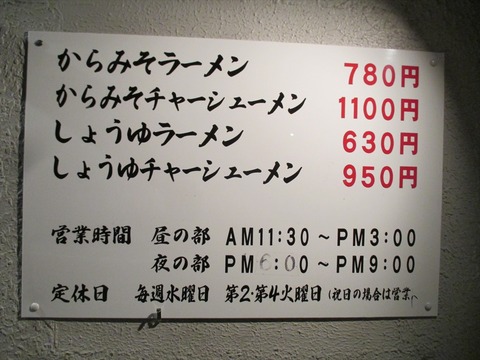 からみそラーメン 780円
からみそチャーシューメン 1100円
しょうゆラーメン 630円
しょうゆチャーシューメン 950円
営業時間 昼の部 AM11:30～PM3:00
夜の部 PM6:00～PM9:00
定休日 毎週水曜日 第2・第4火曜日(祝日の場合は営業